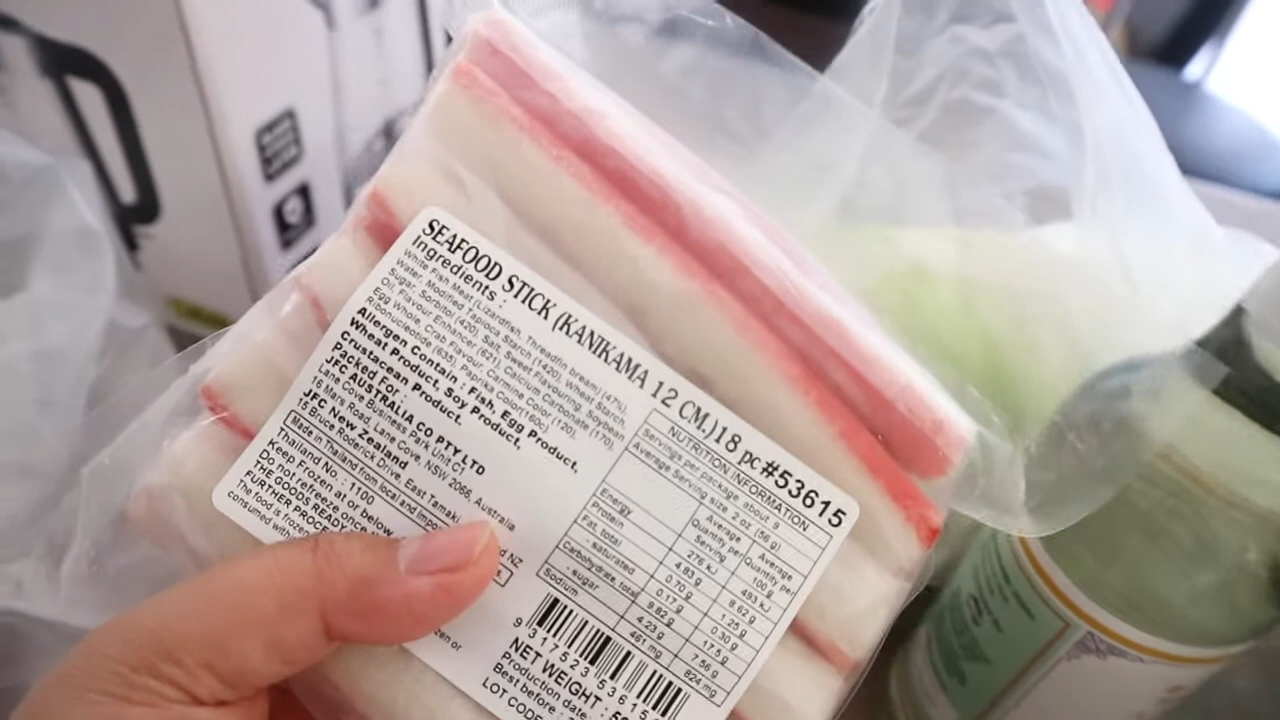 SEAFOOD STICK (KANIKAMA 12 CM.)18 pc#53615
Ingredients :
White Fish Meat (Lizardfish, Threadfin bream) (47%),
Water, Modified Tapioca Starch (1420), Wheat Starch,
Sugar, Sorbitol (420), Salt, Sweet Flavouring, Soybean
Oil, Flavour Enhancer (621), Calcium Carbonate (170),
Egg Whole, Crab Flavour, Carmine Color (120),
Ribonucleotide (635), Paprika Color(160c)
Allergen Contain : Fish, Egg Product,
Wheat Product, Soy Product,
Crustacean Product.
Packed For :
JFC AUSTRALIA CO PTY LTD
Lane Cove Business Park Unit C1,
16 Mars Road, Lane Cove, NSW 2066, Australia
JFC New Zealand
15 Bruce Roderick Drive, East Tamaki
d NZ
Made in Thailand from local and
Thailand No. : 1100
Keep Frozen at or below
Do not refreeze once
THE GOODS READY
FURTHER
The food is frozen
consumed
zen or
NUTRITION INFORMATION
Servings per package: about 9
Average Serving size: 2 oz (56 g)
Average Quantity per Serving Average Quantity per 100 g
Energy 276 kJ 493 kJ
Protein 4.83 g 8.62 g
Fat, total 0.70 g 1.25 g
- saturated 0.17 g 0.30 g
Carbohydrate, total 9.82 g 17.5 g
- sugar 4.23 g 7.56 g
Sodium 461 mg 824 mg
9 317523 53615
NET WEIGHT :
Production date :
Best before :
LOT CODE